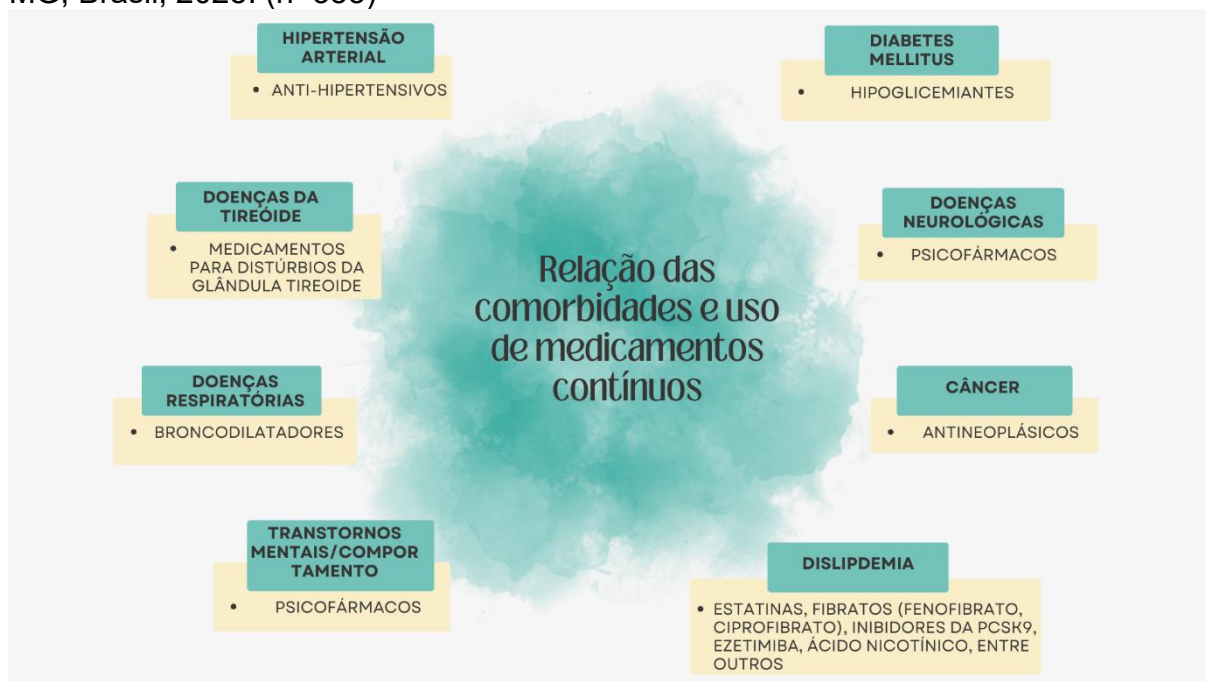 HIPERTENSÃO
ARTERIAL
• ANTI-HIPERTENSIVOS
DIABETES
MELLITUS
• HIPOGLICEMIANTES
DOENÇAS DA
TIREÓIDE
• MEDICAMENTOS
PARA DISTÚRBIOS DA
GLÂNDULA TIREOIDE
DOENÇAS
NEUROLÓGICAS
• PSICOFÁRMACOS
Relação das
comorbidades e uso
de medicamentos
contínuos
DOENÇAS
RESPIRATÓRIAS
• BRONCODILATADORES
CÂNCER
• ANTINEOPLÁSICOS
TRANSTORNOS
MENTAIS/COMPOR
TAMENTO
• PSICOFÁRMACOS
DISLIPDEMIA
• ESTATINAS, FIBRATOS (FENOFIBRATO,
CIPROFIBRATO), INIBIDORES DA PCSK9,
EZETIMIBA, ÁCIDO NICOTÍNICO, ENTRE
OUTROS